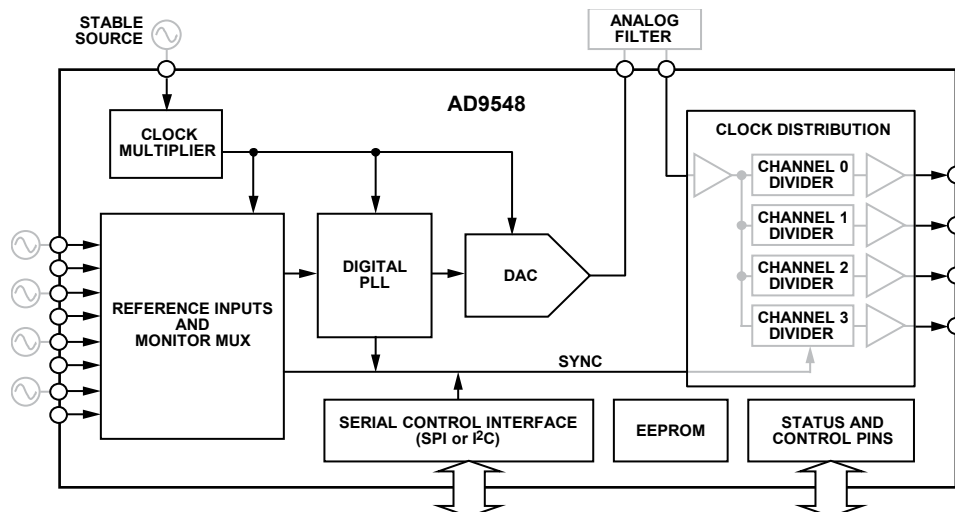 STABLE
SOURCE
ANALOG
FILTER
AD9548
CLOCK
MULTIPLIER
CLOCK DISTRIBUTION
CHANNEL 0
DIVIDER
CHANNEL 1
DIVIDER
CHANNEL 2
DIVIDER
CHANNEL 3
DIVIDER
REFERENCE INPUTS
AND
MONITOR MUX
DIGITAL
PLL
DAC
SYNC
SERIAL CONTROL INTERFACE
(SPI or I²C)
EEPROM
STATUS AND
CONTROL PINS